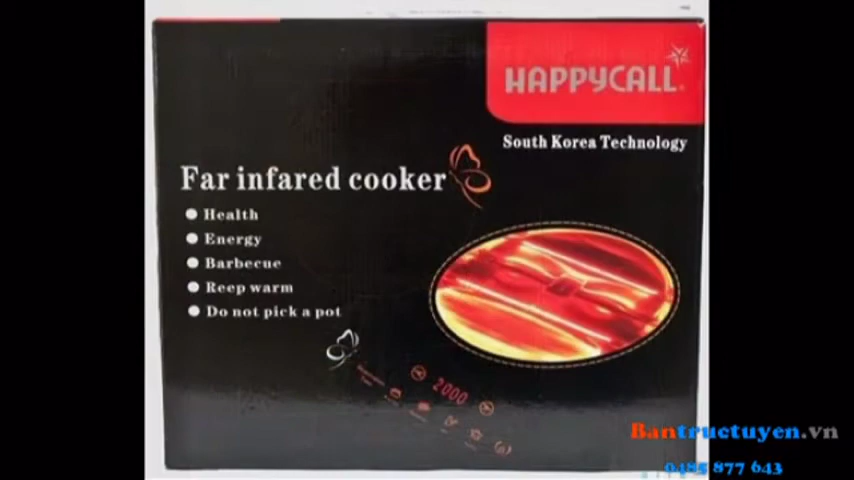 HAPPYCALL
South Korea Technology
Far infared cooker
Health
Energy
Barbecue
Reep warm
Do not pick a pot
2000
Bantructuyen.vn
0485 877 643